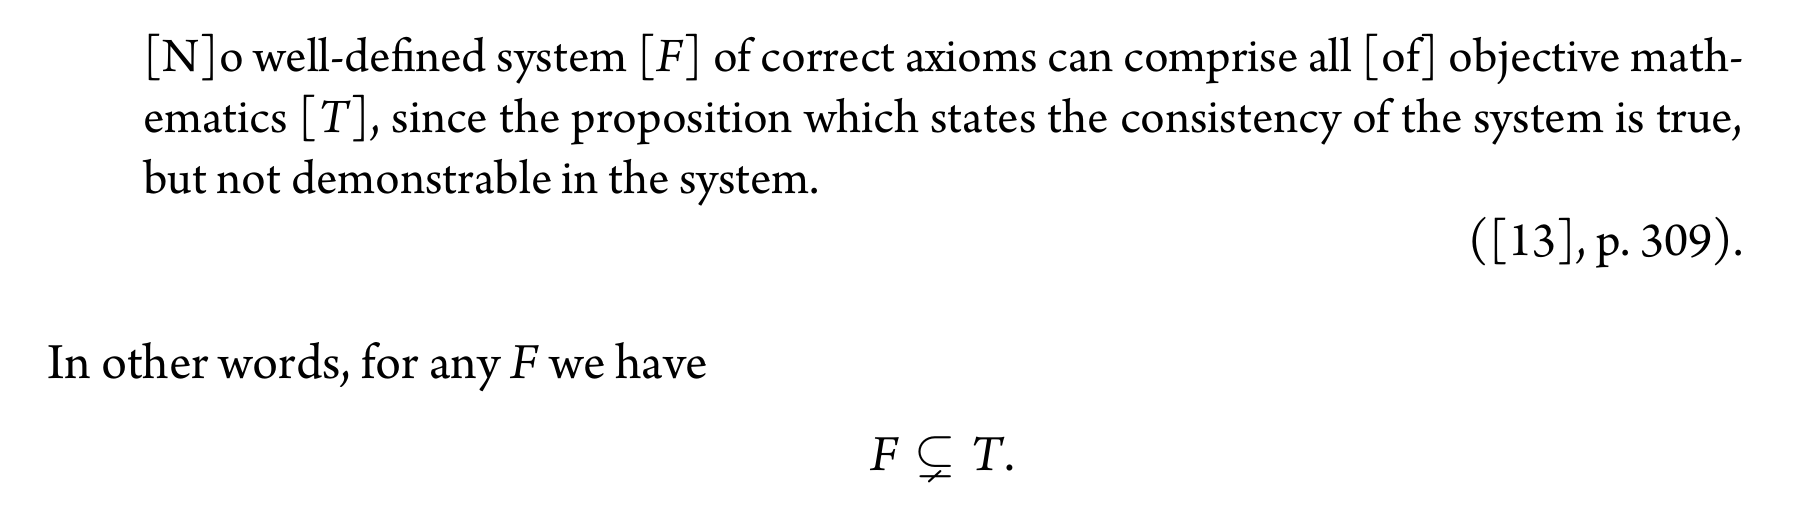 [N]o well-defined system [F] of correct axioms can comprise all [of] objective math-
ematics [T], since the proposition which states the consistency of the system is true,
but not demonstrable in the system.
([13], p. 309).
In other words, for any F we have
F ⊊ T.